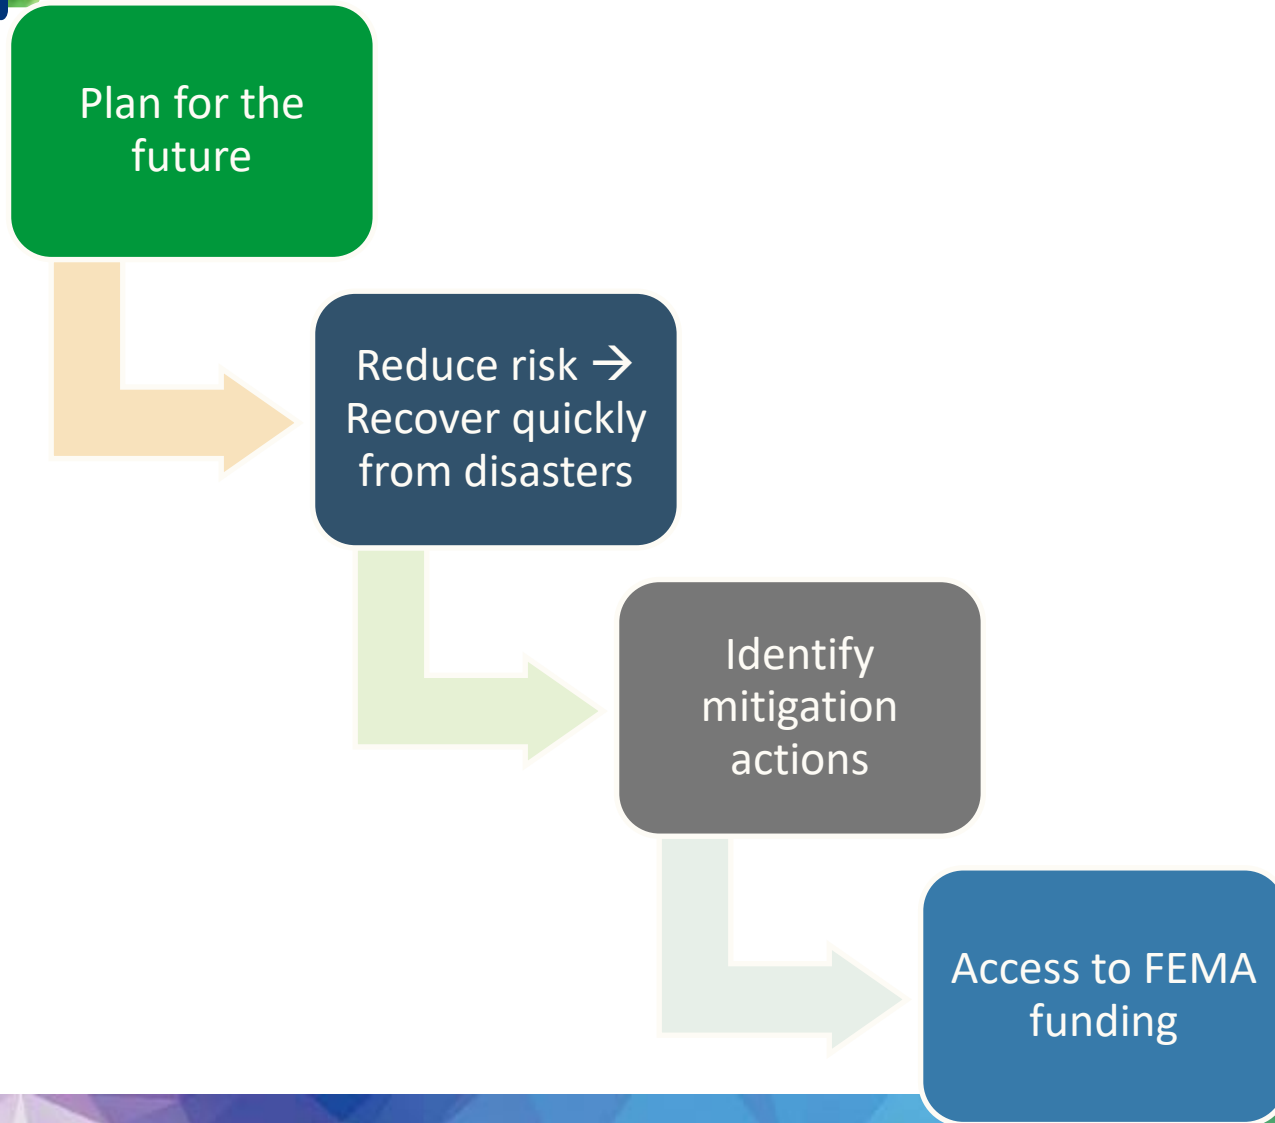 Plan for the
future
Reduce risk →
Recover quickly
from disasters
Identify
mitigation
actions
Access to FEMA
funding